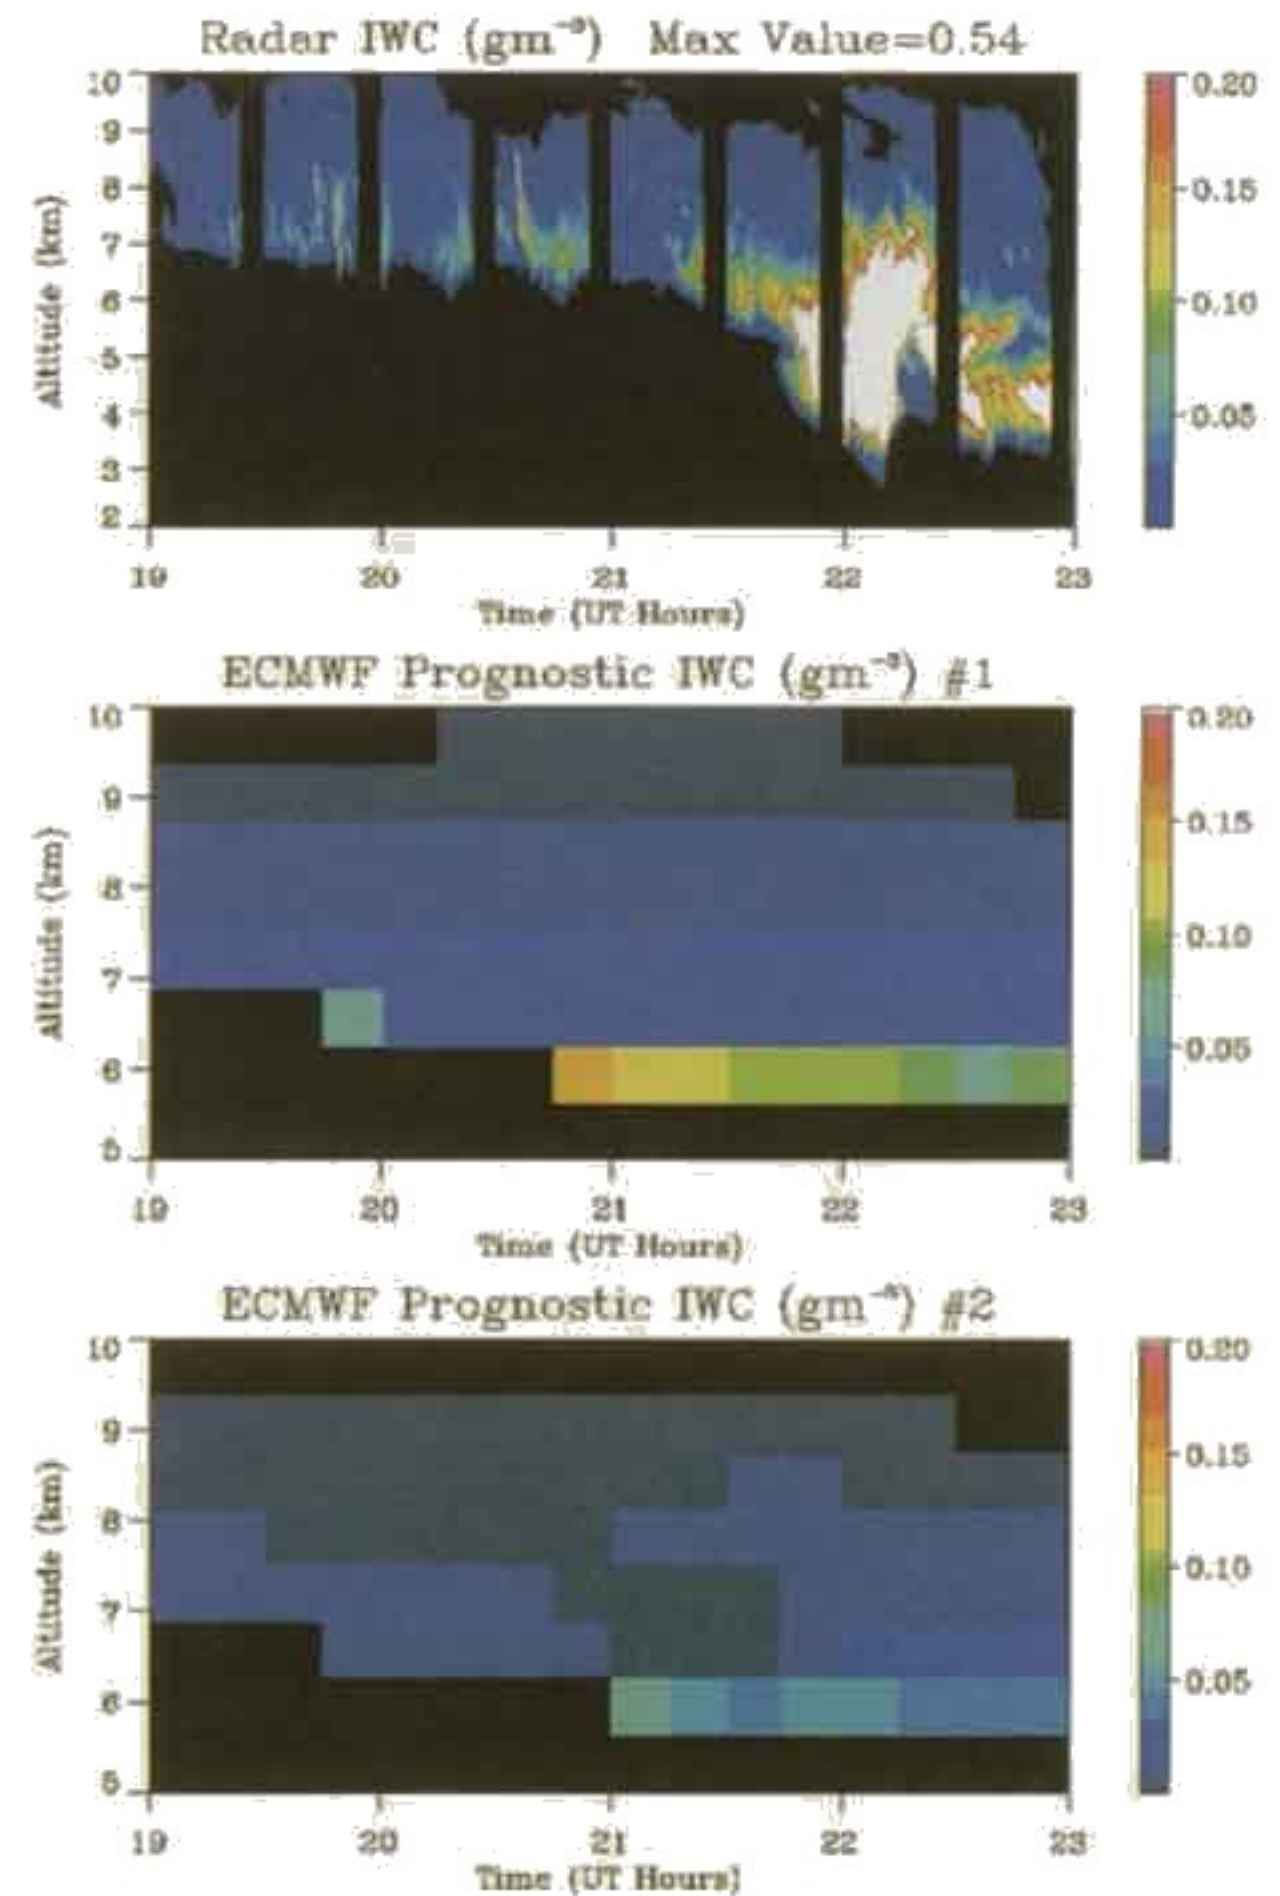 Radar IWC (gm⁻³) Max Value=0.54
10
9
8
7
6
5
4
3
2
Altitude (km)
0.20
0.15
0.10
0.05
19 20 21 22 23
Time (UT Hours)
ECMWF Prognostic IWC (gm⁻³) #1
10
9
8
7
6
5
Altitude (km)
0.20
0.15
0.10
0.05
19 20 21 22 23
Time (UT Hours)
ECMWF Prognostic IWC (gm⁻³) #2
10
9
8
7
6
5
Altitude (km)
0.20
0.15
0.10
0.05
19 20 21 22 23
Time (UT Hours)